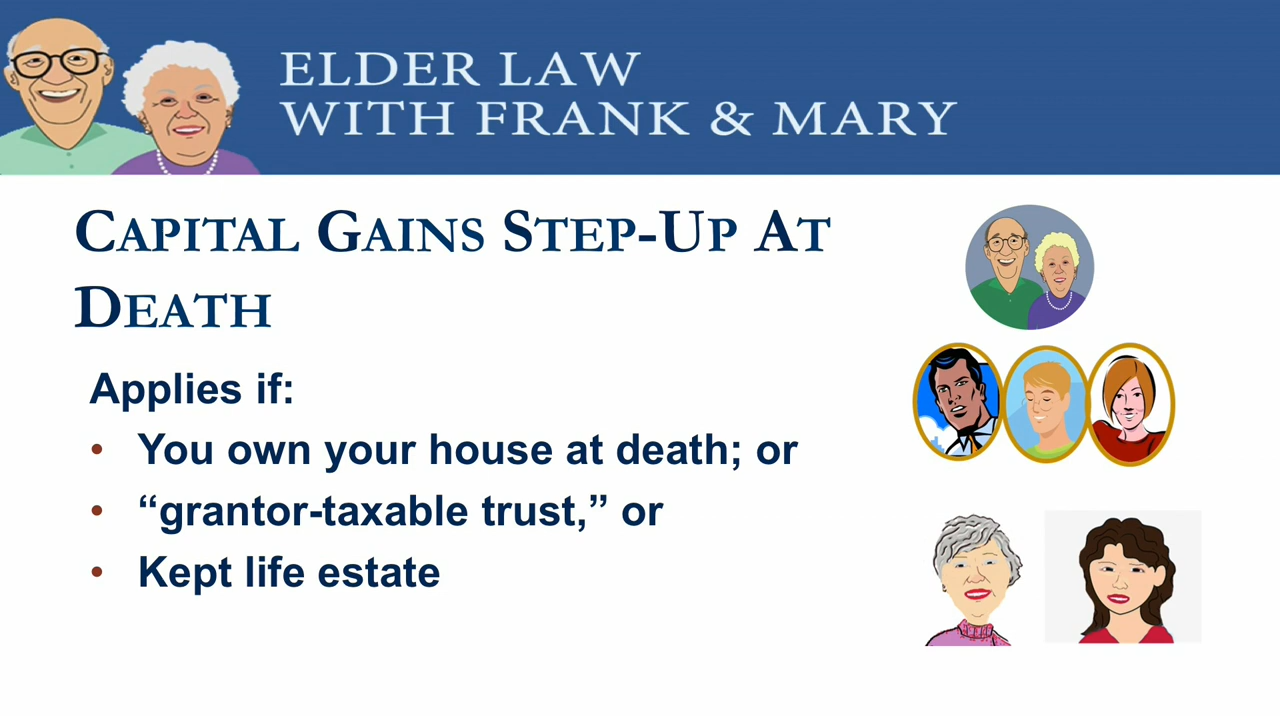 ELDER LAW
WITH FRANK & MARY
CAPITAL GAINS STEP-UP AT
DEATH
Applies if:
• You own your house at death; or
• “grantor-taxable trust,” or
• Kept life estate